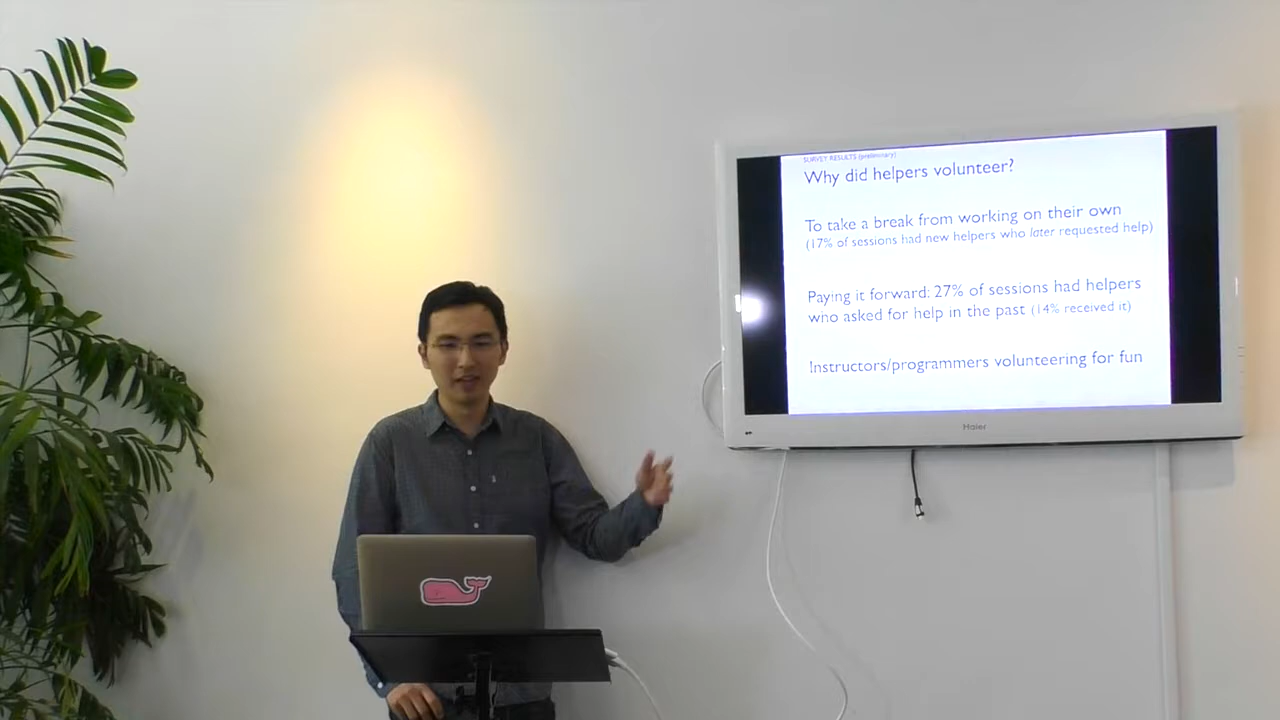 SURVEY RESULTS (preliminary)
Why did helpers volunteer?
To take a break from working on their own
(17% of sessions had new helpers who later requested help)
Paying it forward: 27% of sessions had helpers
who asked for help in the past (14% received it)
Instructors/programmers volunteering for fun
Haier